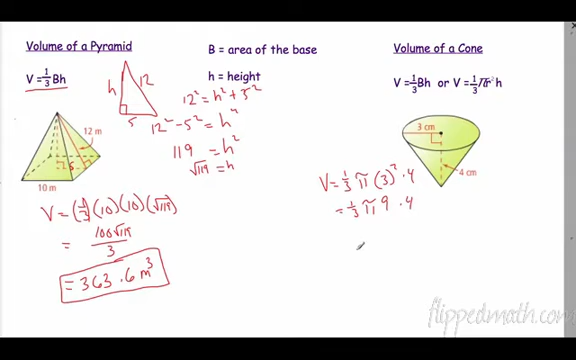 Volume of a Pyramid
V = 1/3 Bh
h
12
5
12² = h² + 5²
12² - 5² = h²
119 = h²
√119 = h
12 m
10 m
V = (1/3)(10)(10)(√119)
= 100√119 / 3
= 363.6 m³
B = area of the base
h = height
Volume of a Cone
V = 1/3 Bh or V = 1/3 πr² h
3 cm
4 cm
V = 1/3 π (3)² · 4
= 1/3 π 9 · 4
flippedmath.com